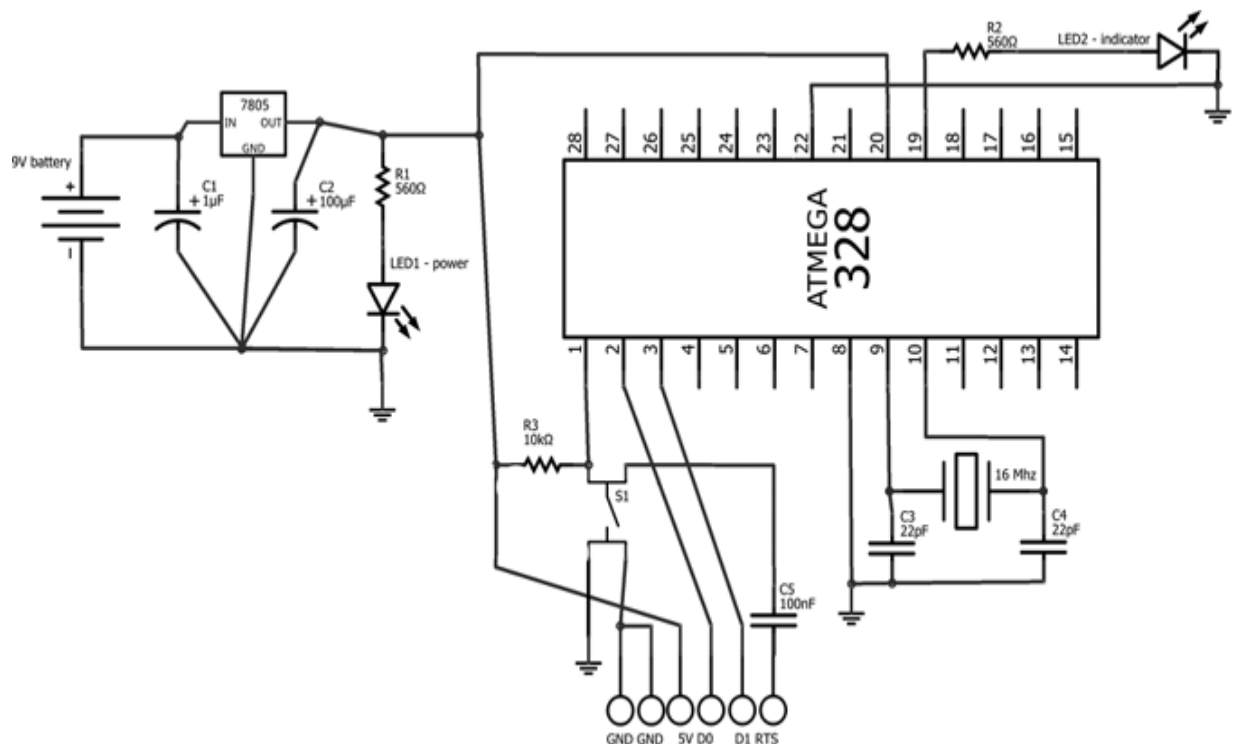 9V battery
+
7805
IN
OUT
GND
+
C1
1µF
+
C2
100µF
R1
560Ω
LED1 - power
R2
560Ω
LED2 - indicator
28
27
26
25
24
23
22
21
20
19
18
17
16
15
ATMEGA
328
1
2
3
4
5
6
7
8
9
10
11
12
13
14
R3
10kΩ
S1
16 Mhz
C3
22pF
C4
22pF
C5
100nF
GND GND 5V D0 D1 RTS